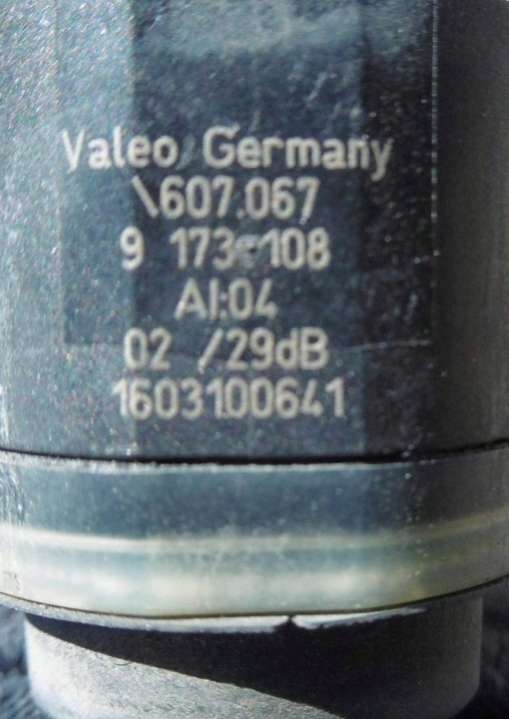 Valeo Germany
\607.067
9 173 108
AI:04
02 /29dB
1603100641